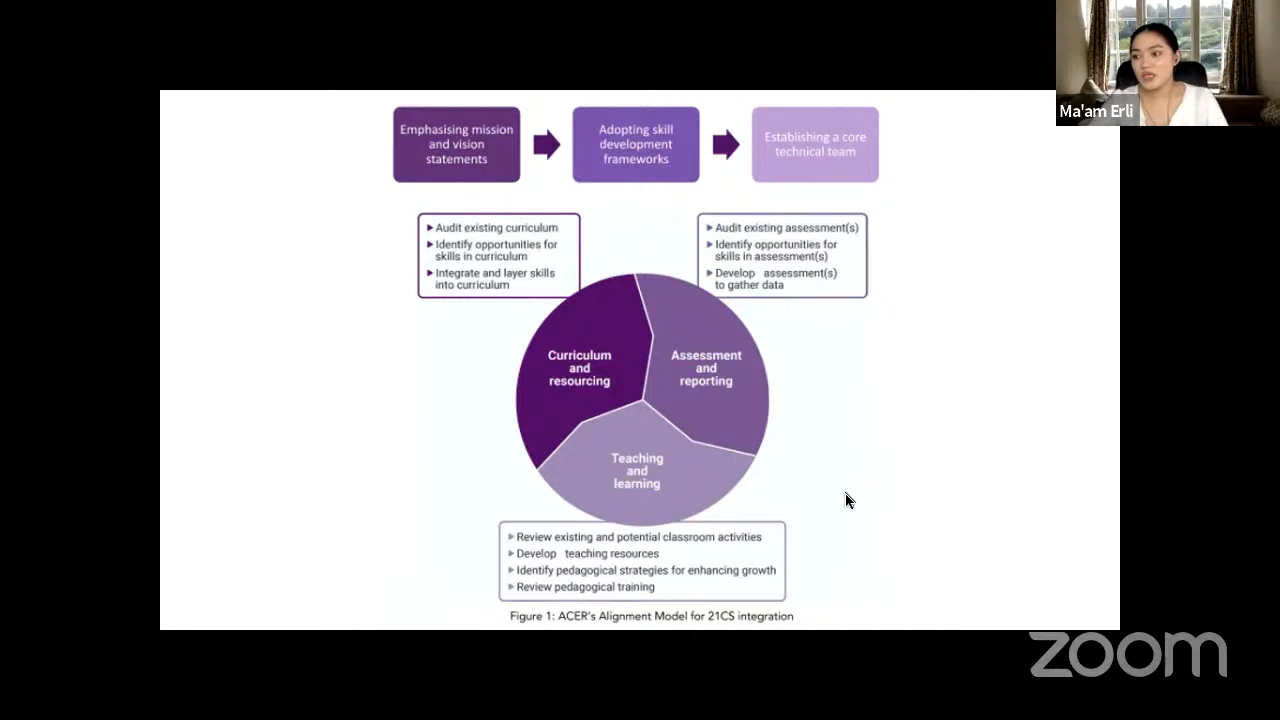 Ma'am Erli
Emphasising mission
and vision
statements
Adopting skill
development
frameworks
Establishing a core
technical team
Audit existing curriculum
Identify opportunities for
skills in curriculum
Integrate and layer skills
into curriculum
Audit existing assessment(s)
Identify opportunities for
skills in assessment(s)
Develop assessment(s)
to gather data
Curriculum
and
resourcing
Assessment
and
reporting
Teaching
and
learning
Review existing and potential classroom activities
Develop teaching resources
Identify pedagogical strategies for enhancing growth
Review pedagogical training
Figure 1: ACER's Alignment Model for 21CS integration
zoom